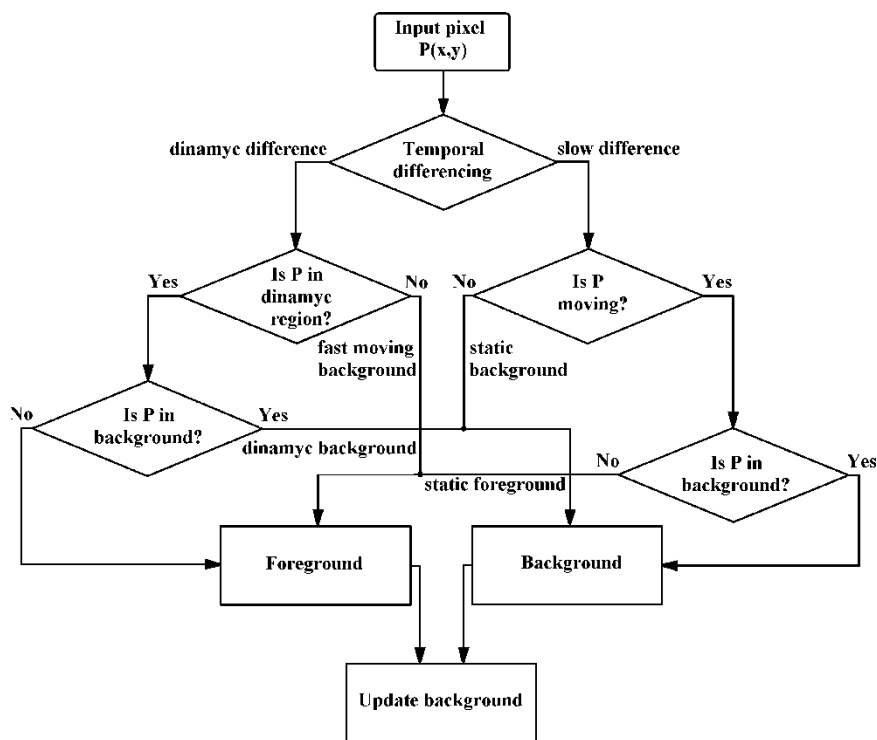 Input pixel
P(x,y)
dinamyc difference
Temporal
differencing
slow difference
Yes
Is P in
dinamyc
region?
No
No
Is P
moving?
Yes
fast moving
background
static
background
No
Is P in
background?
Yes
dinamyc background
No
static foreground
Is P in
background?
Yes
Foreground
Background
Update background